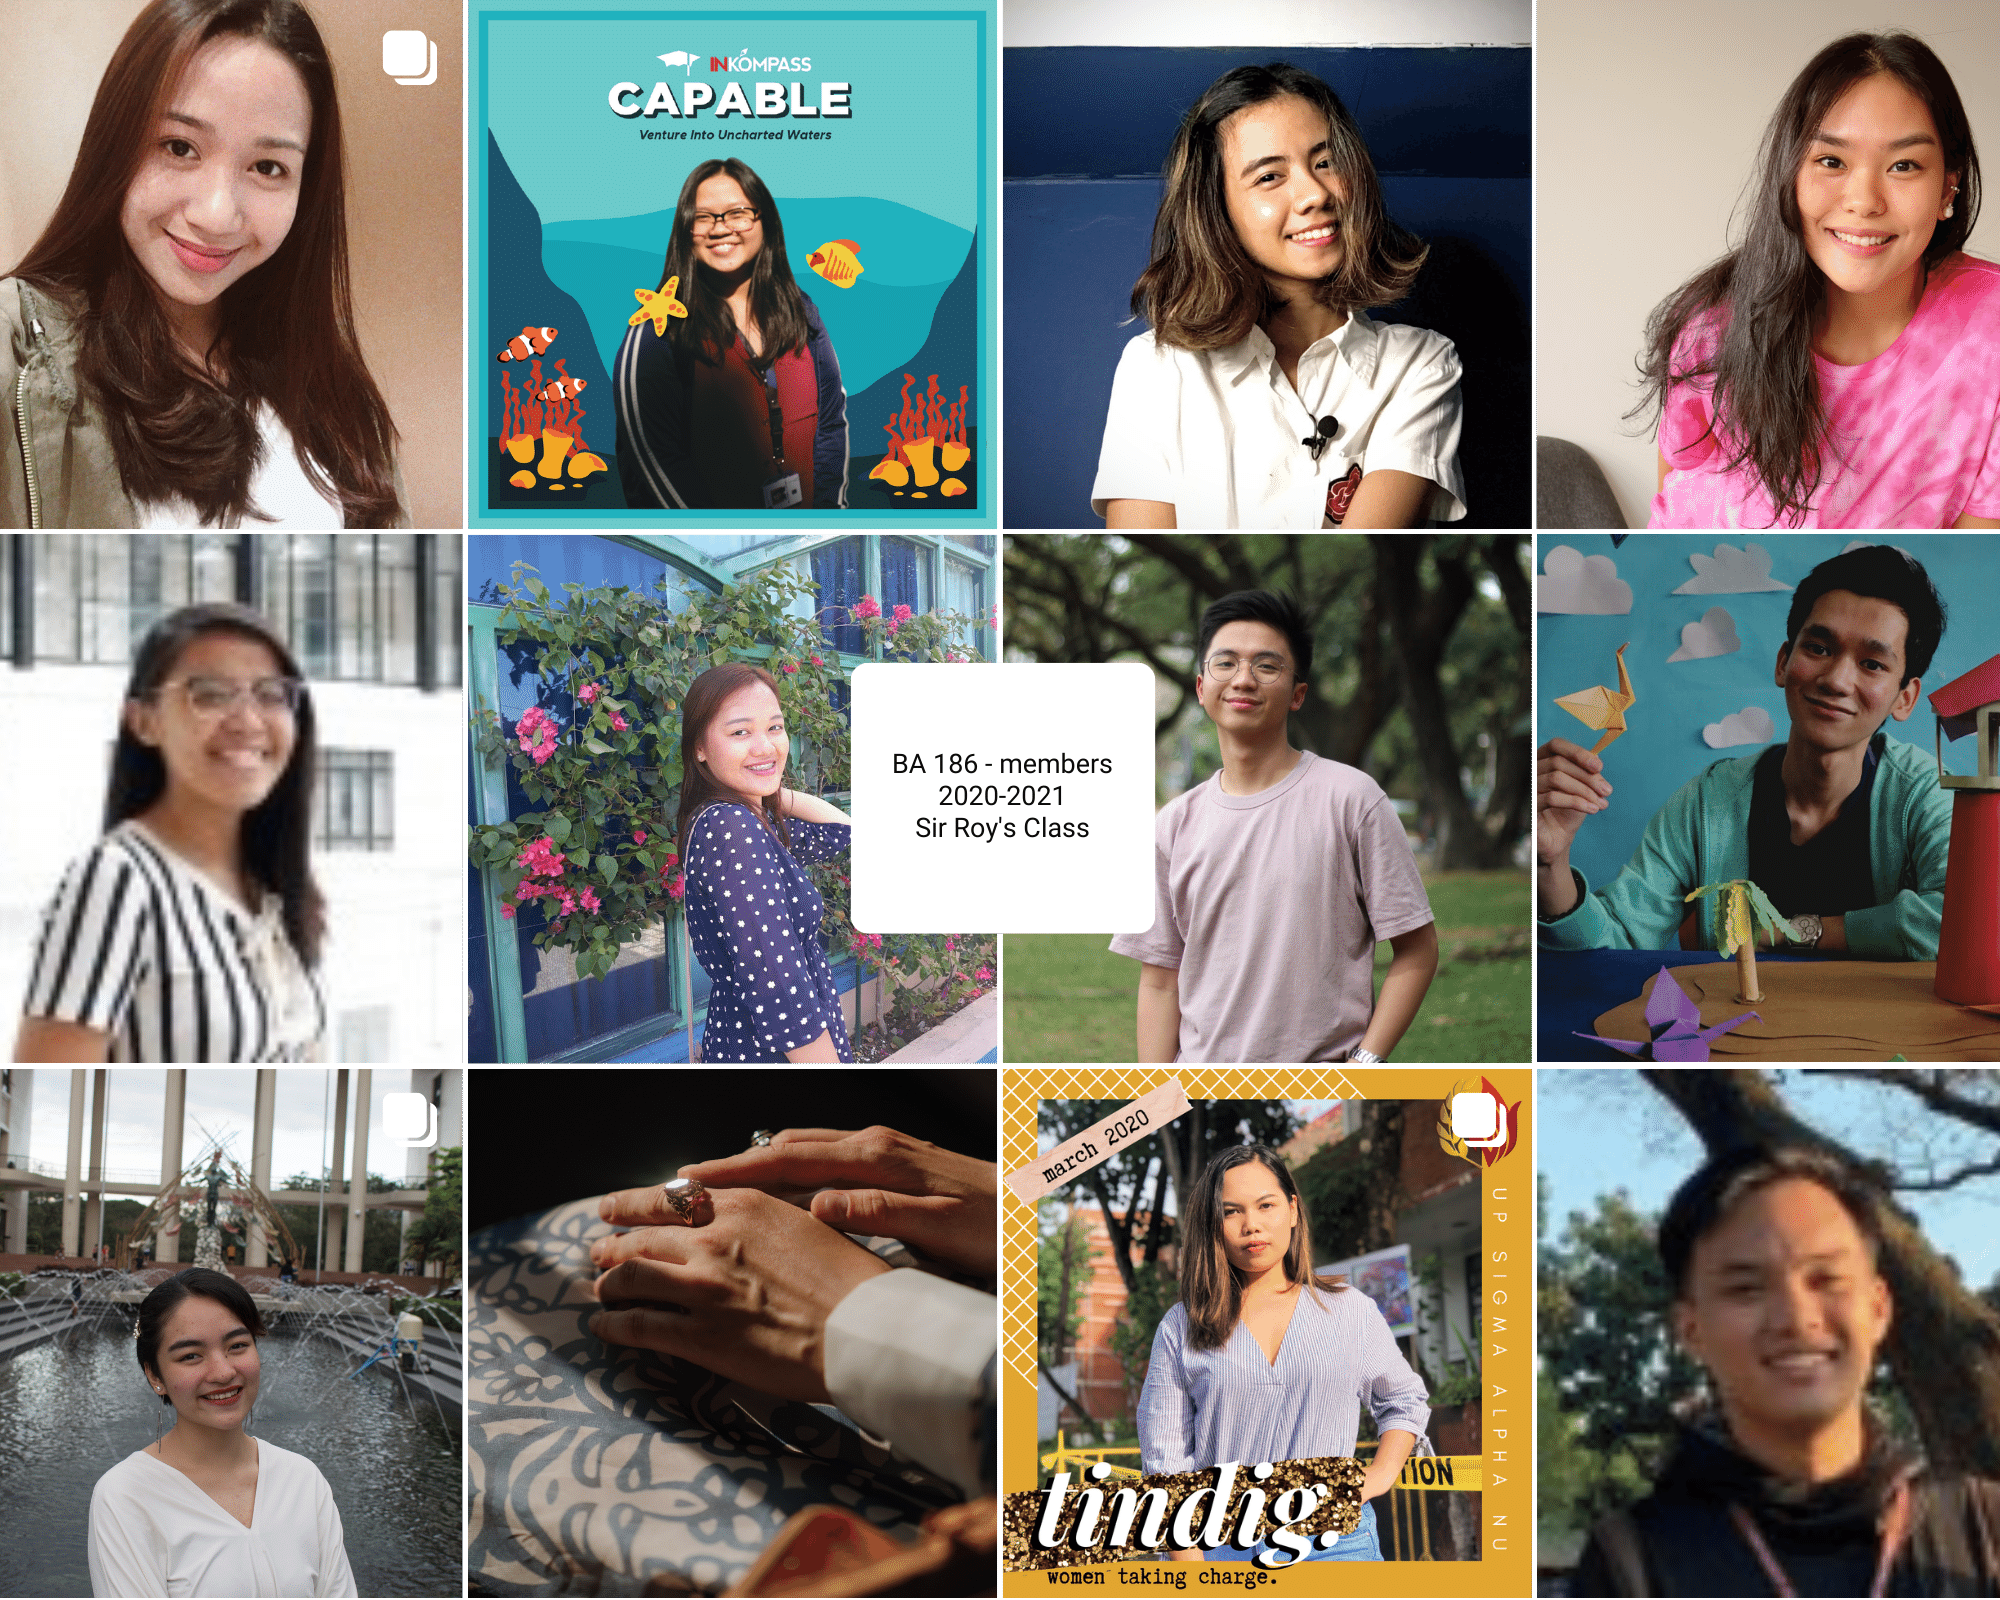 INKOMPASS
CAPABLE
Venture Into Uncharted Waters
BA 186 - members
2020-2021
Sir Roy's Class
march 2020
UP SIGMA ALPHA NU
TION
tindig.
women taking charge.